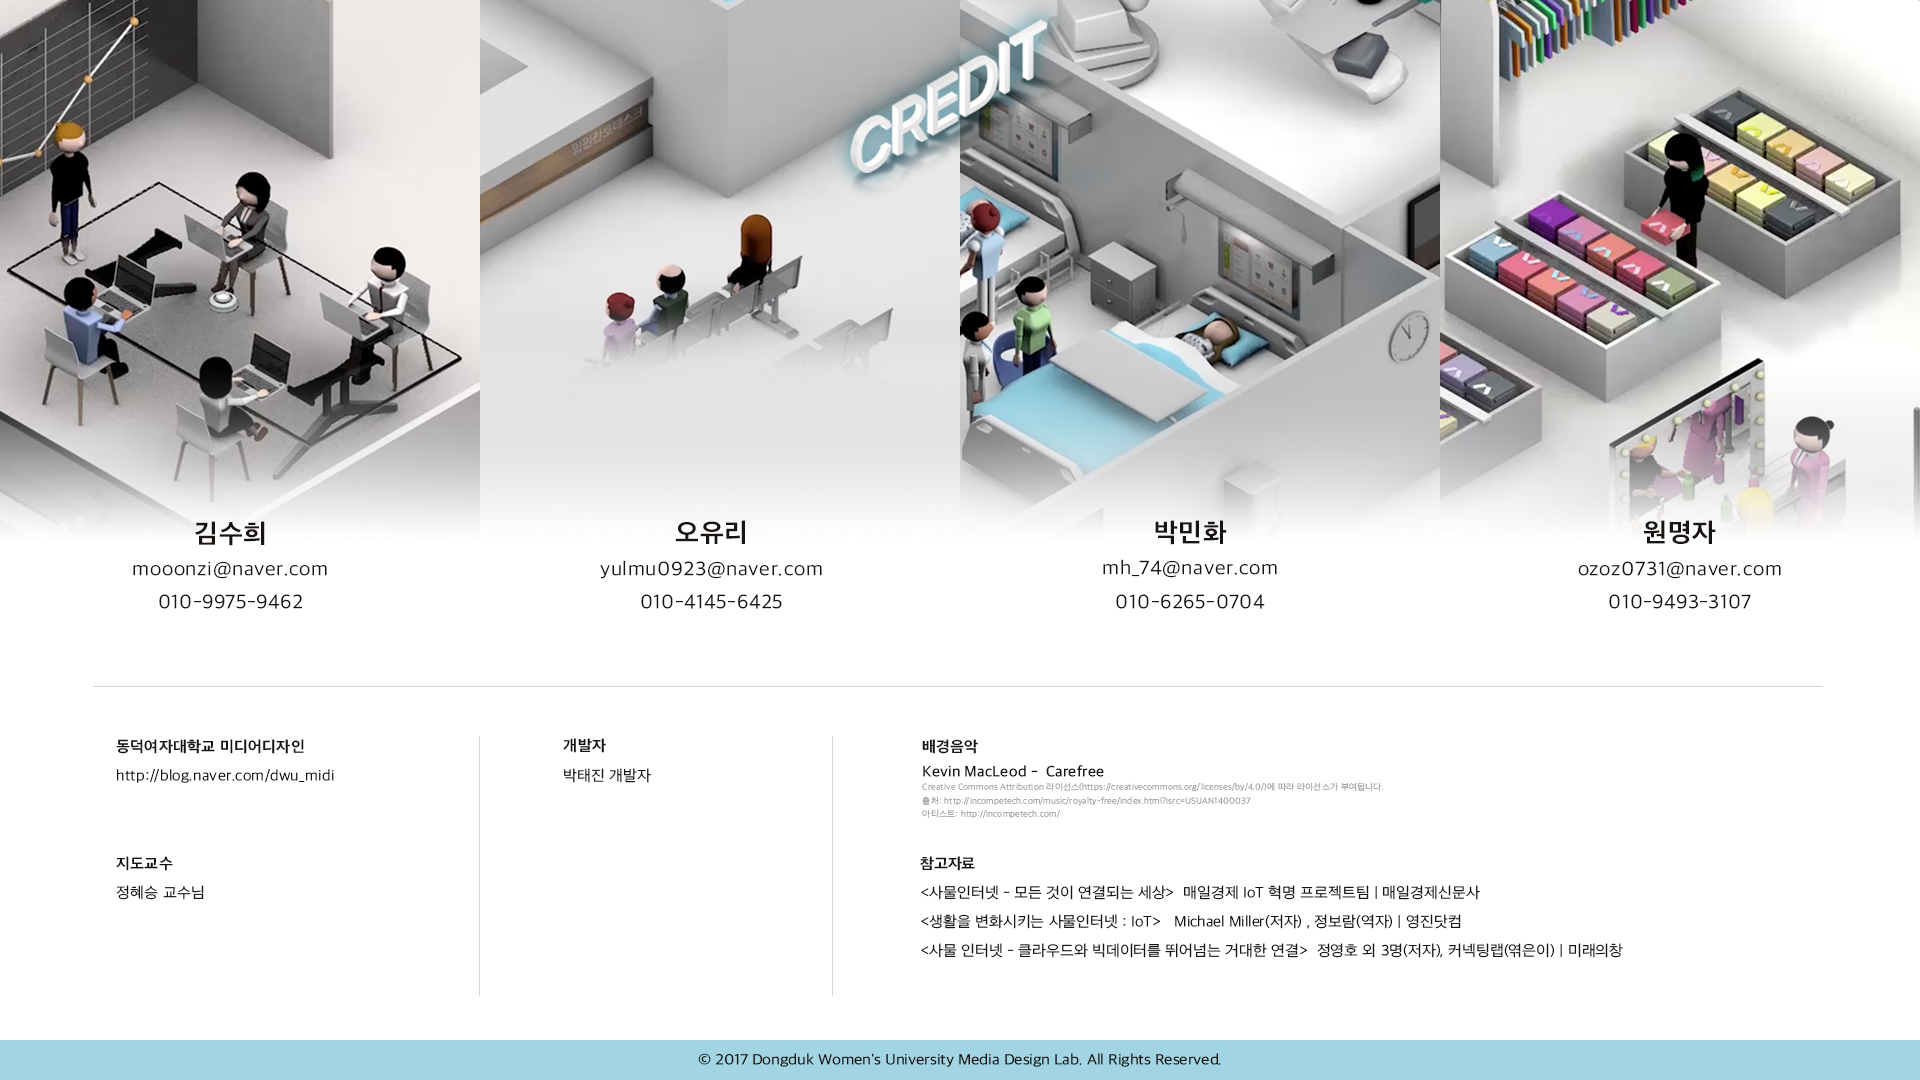 입원간호데스크
CREDIT
김수희
mooonzi@naver.com
010-9975-9462
오유리
yulmu0923@naver.com
010-4145-6425
박민화
mh_74@naver.com
010-6265-0704
원명자
ozoz0731@naver.com
010-9493-3107
동덕여자대학교 미디어디자인
http://blog.naver.com/dwu_midi
지도교수
정혜승 교수님
개발자
박태진 개발자
배경음악
Kevin MacLeod - Carefree
Creative Commons Attribution 라이선스(https://creativecommons.org/licenses/by/4.0/)에 따라 라이선스가 부여됩니다.
출처: http://incompetech.com/music/royalty-free/index.html?isrc=USUAN1400037
아티스트: http://incompetech.com/
참고자료
<사물인터넷 - 모든 것이 연결되는 세상> 매일경제 IoT 혁명 프로젝트팀 | 매일경제신문사
<생활을 변화시키는 사물인터넷 : IoT> Michael Miller(저자) , 정보람(역자) | 영진닷컴
<사물 인터넷 - 클라우드와 빅데이터를 뛰어넘는 거대한 연결> 정영호 외 3명(저자), 커넥팅랩(엮은이) | 미래의창
© 2017 Dongduk Women's University Media Design Lab. All Rights Reserved.